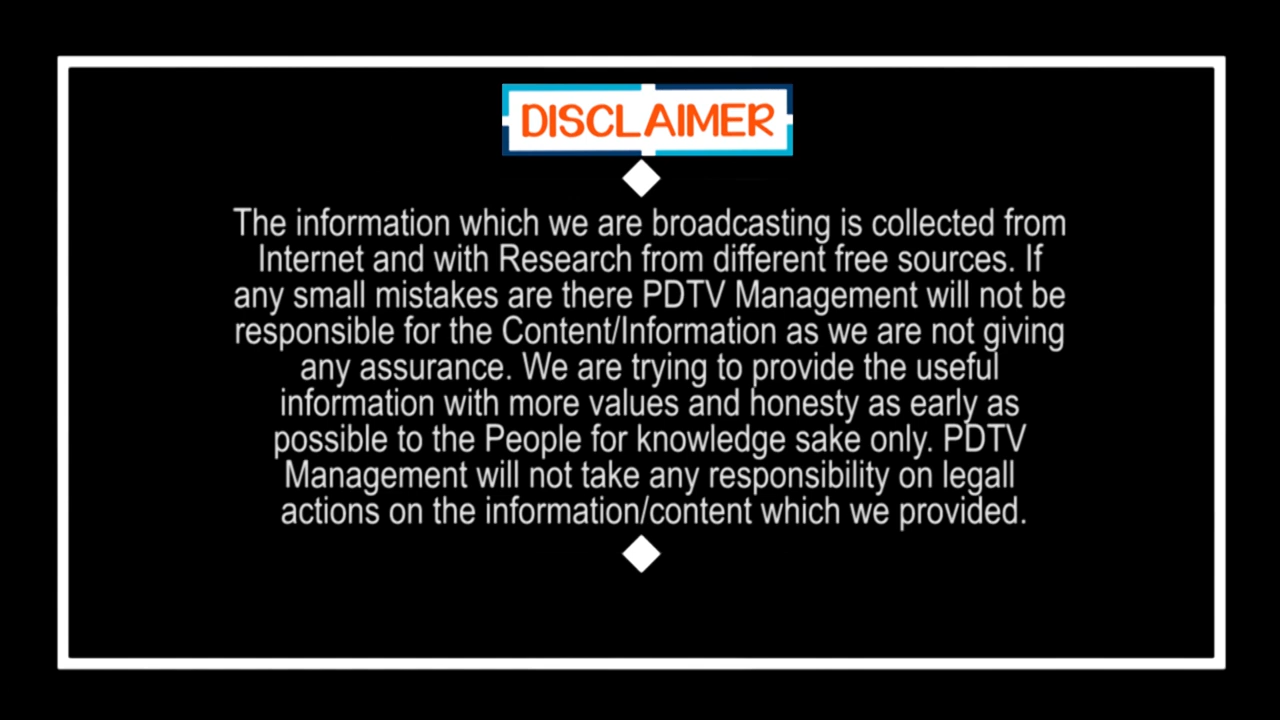 DISCLAIMER
The information which we are broadcasting is collected from
Internet and with Research from different free sources. If
any small mistakes are there PDTV Management will not be
responsible for the Content/Information as we are not giving
any assurance. We are trying to provide the useful
information with more values and honesty as early as
possible to the People for knowledge sake only. PDTV
Management will not take any responsibility on legall
actions on the information/content which we provided.